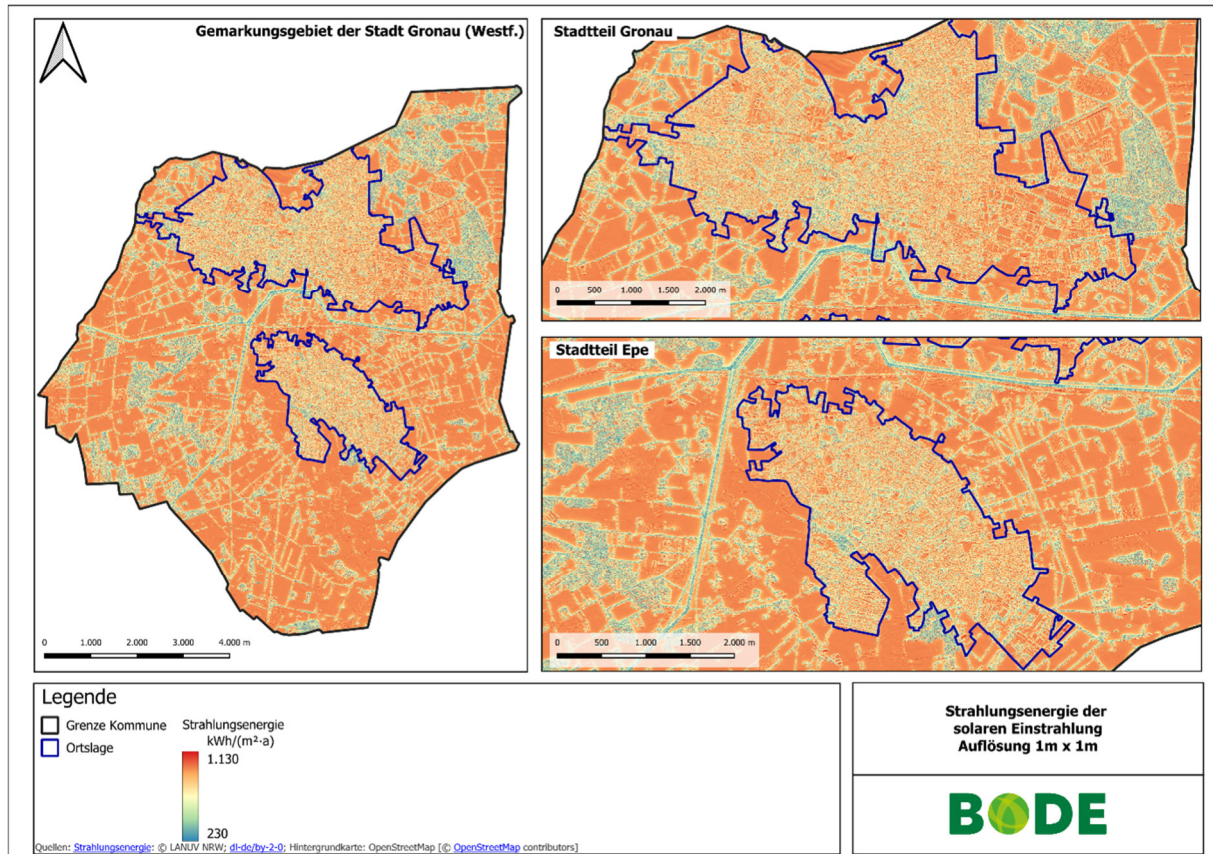 Gemarkungsgebiet der Stadt Gronau (Westf.)
0 1.000 2.000 3.000 4.000 m
Stadtteil Gronau
0 500 1.000 1.500 2.000 m
Stadtteil Epe
0 500 1.000 1.500 2.000 m
Legende
Grenze Kommune
Ortslage
Strahlungsenergie
kWh/(m²·a)
1.130
230
Quellen: Strahlungsenergie: © LANUV NRW; dl-de/by-2-0; Hintergrundkarte: OpenStreetMap [© OpenStreetMap contributors]
Strahlungsenergie der
solaren Einstrahlung
Auflösung 1m x 1m
BODE